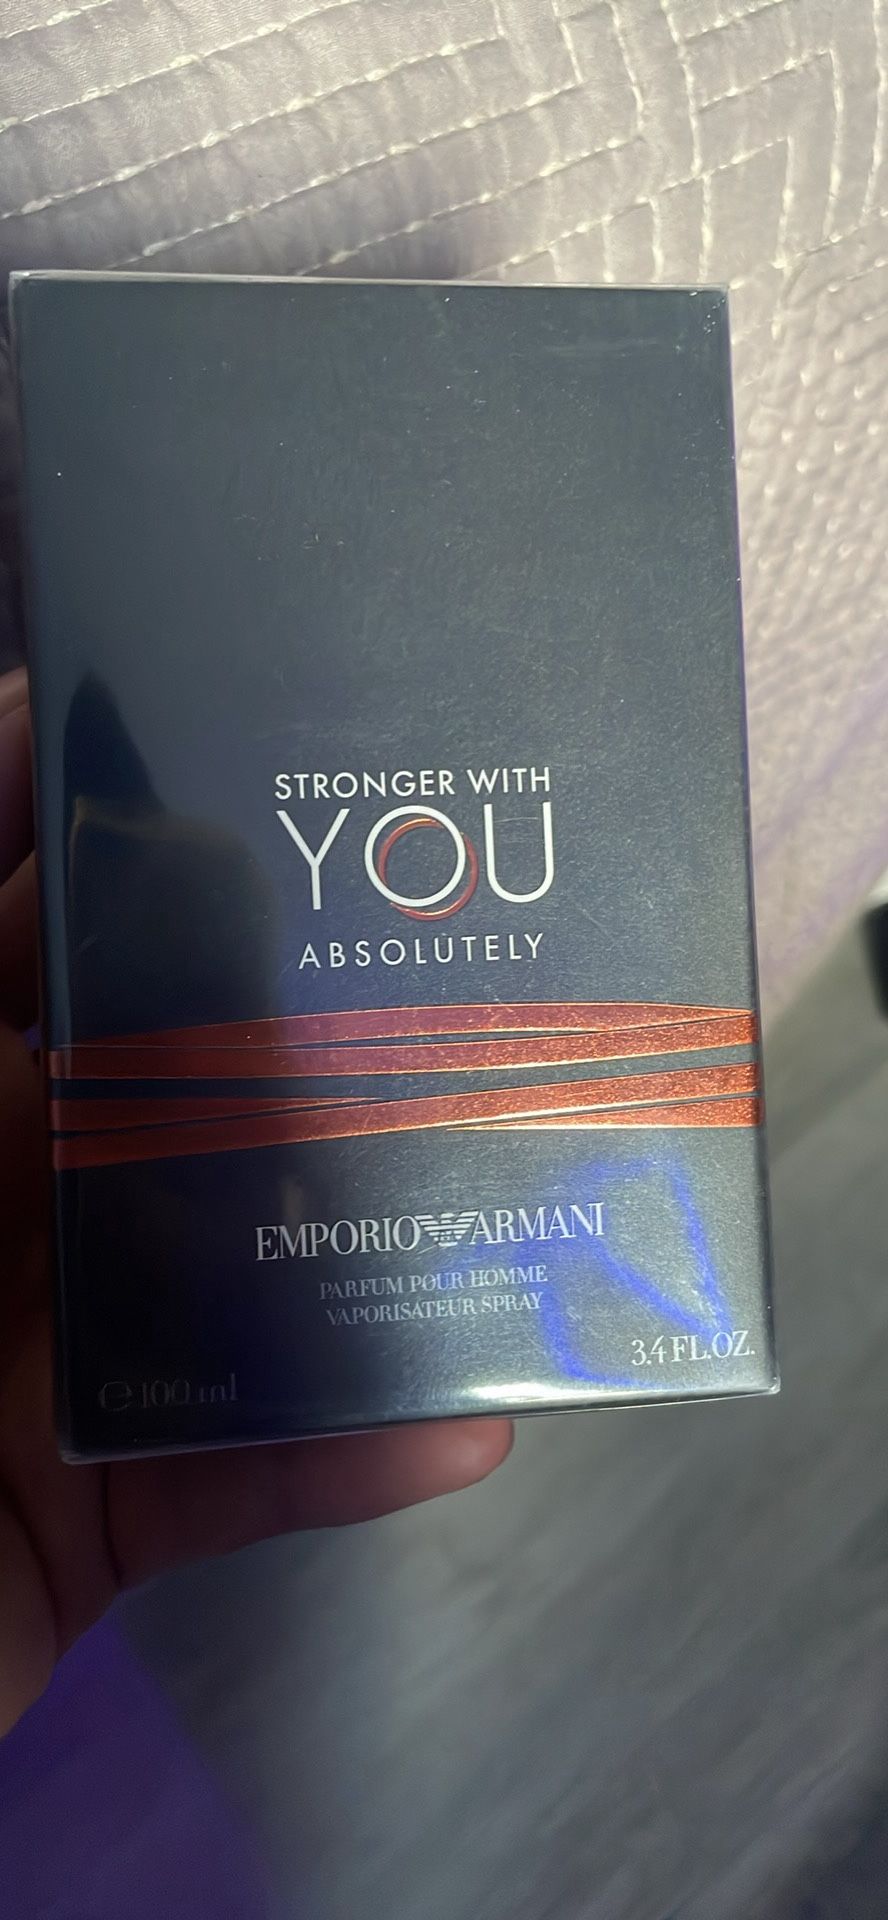 STRONGER WITH
YOU
ABSOLUTELY
EMPORIO ARMANI
PARFUM POUR HOMME
VAPORISATEUR SPRAY
3.4 FL.OZ.
℮ 100 ml